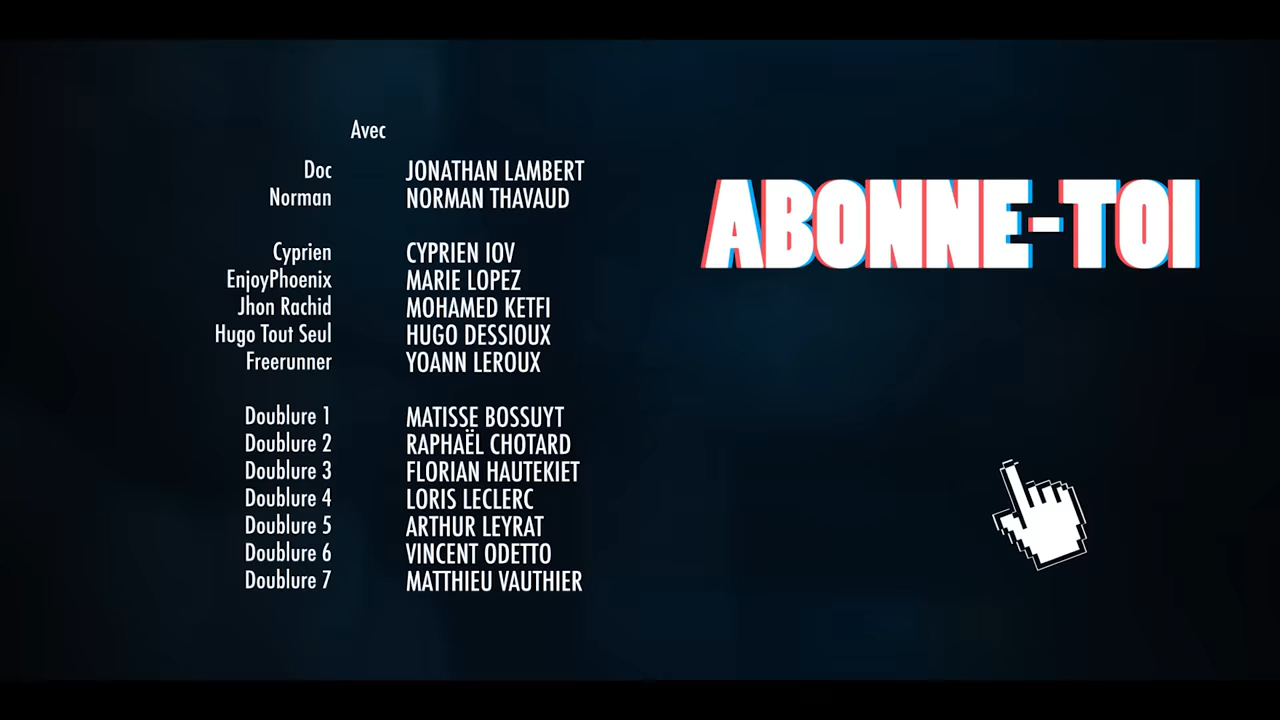 Avec
Doc JONATHAN LAMBERT
Norman NORMAN THAVAUD
Cyprien CYPRIEN IOV
EnjoyPhoenix MARIE LOPEZ
Jhon Rachid MOHAMED KETFI
Hugo Tout Seul HUGO DESSIOUX
Freerunner YOANN LEROUX
Doublure 1 MATISSE BOSSUYT
Doublure 2 RAPHAËL CHOTARD
Doublure 3 FLORIAN HAUTEKIET
Doublure 4 LORIS LECLERC
Doublure 5 ARTHUR LEYRAT
Doublure 6 VINCENT ODETTO
Doublure 7 MATTHIEU VAUTHIER
ABONNE-TOI